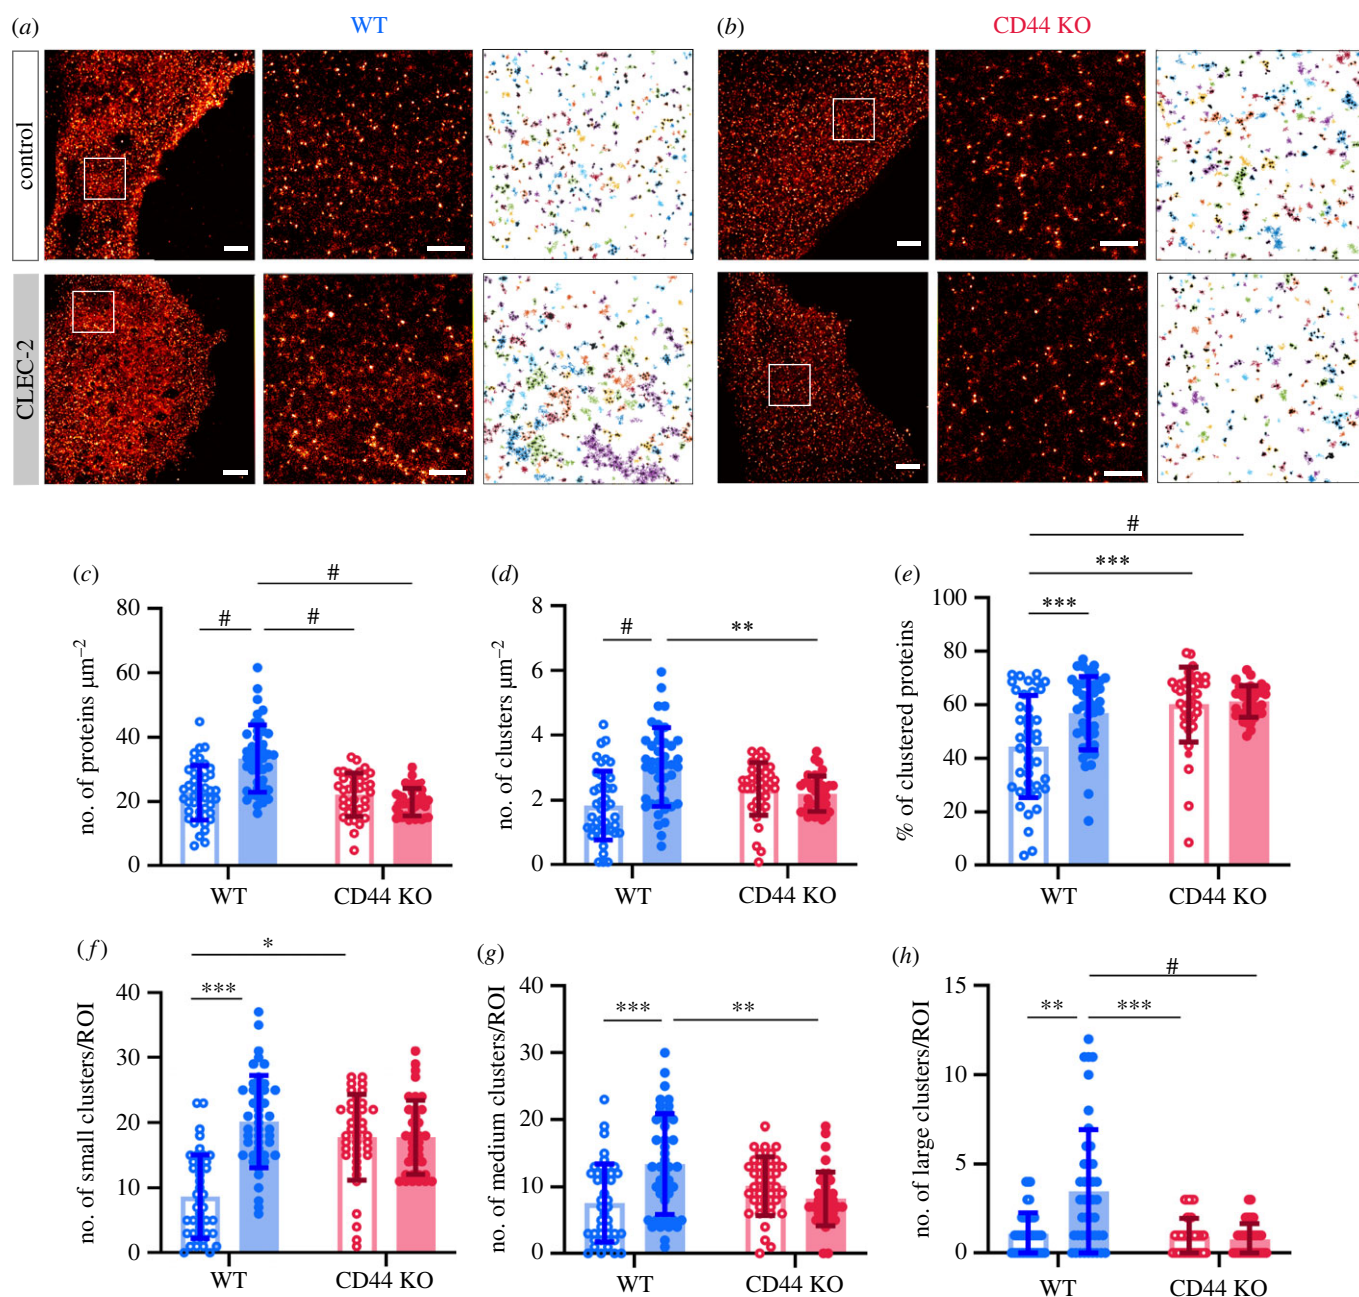 (a) WT (b) CD44 KO
control
CLEC-2
(c) # # #
no. of proteins µm⁻²
80
60
40
20
0
WT CD44 KO
(d) # **
no. of clusters µm⁻²
8
6
4
2
0
WT CD44 KO
(e) # *** ***
% of clustered proteins
100
80
60
40
20
0
WT CD44 KO
(f) * ***
no. of small clusters/ROI
40
30
20
10
0
WT CD44 KO
(g) *** **
no. of medium clusters/ROI
40
30
20
10
0
WT CD44 KO
(h) # ** ***
no. of large clusters/ROI
15
10
5
0
WT CD44 KO